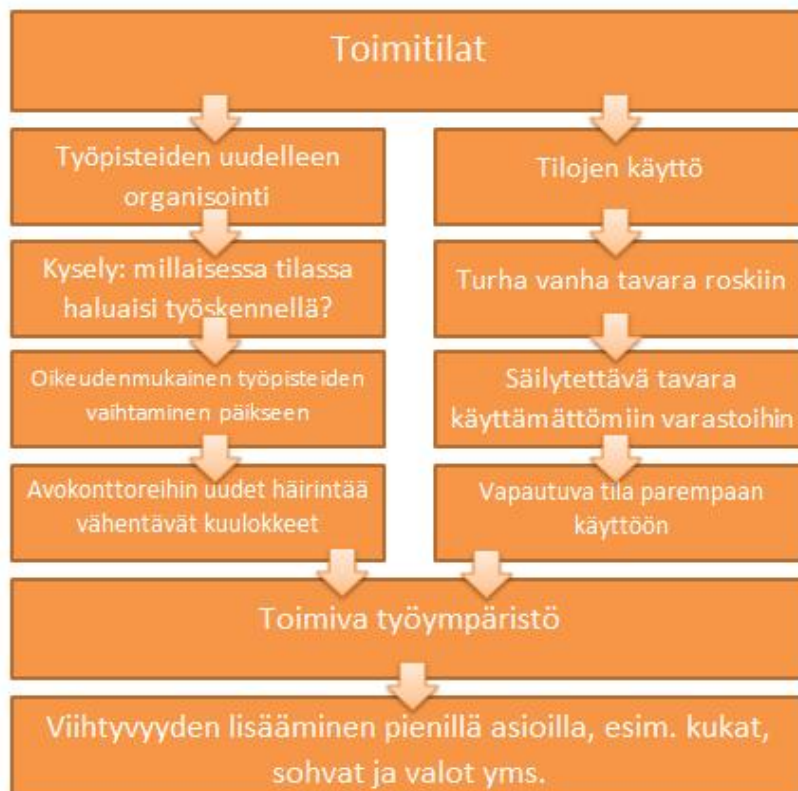 Toimitilat
Työpisteiden uudelleen
organisointi
Kysely: millaisessa tilassa
haluaisi työskennellä?
Oikeudenmukainen työpisteiden
vaihtaminen päikseen
Avokonttoreihin uudet häirintää
vähentävät kuulokkeet
Tilojen käyttö
Turha vanha tavara roskiin
Säilytettävä tavara
käyttämättömiin varastoihin
Vapautuva tila parempaan
käyttöön
Toimiva työympäristö
Viihtyvyyden lisääminen pienillä asioilla, esim. kukat,
sohvat ja valot yms.